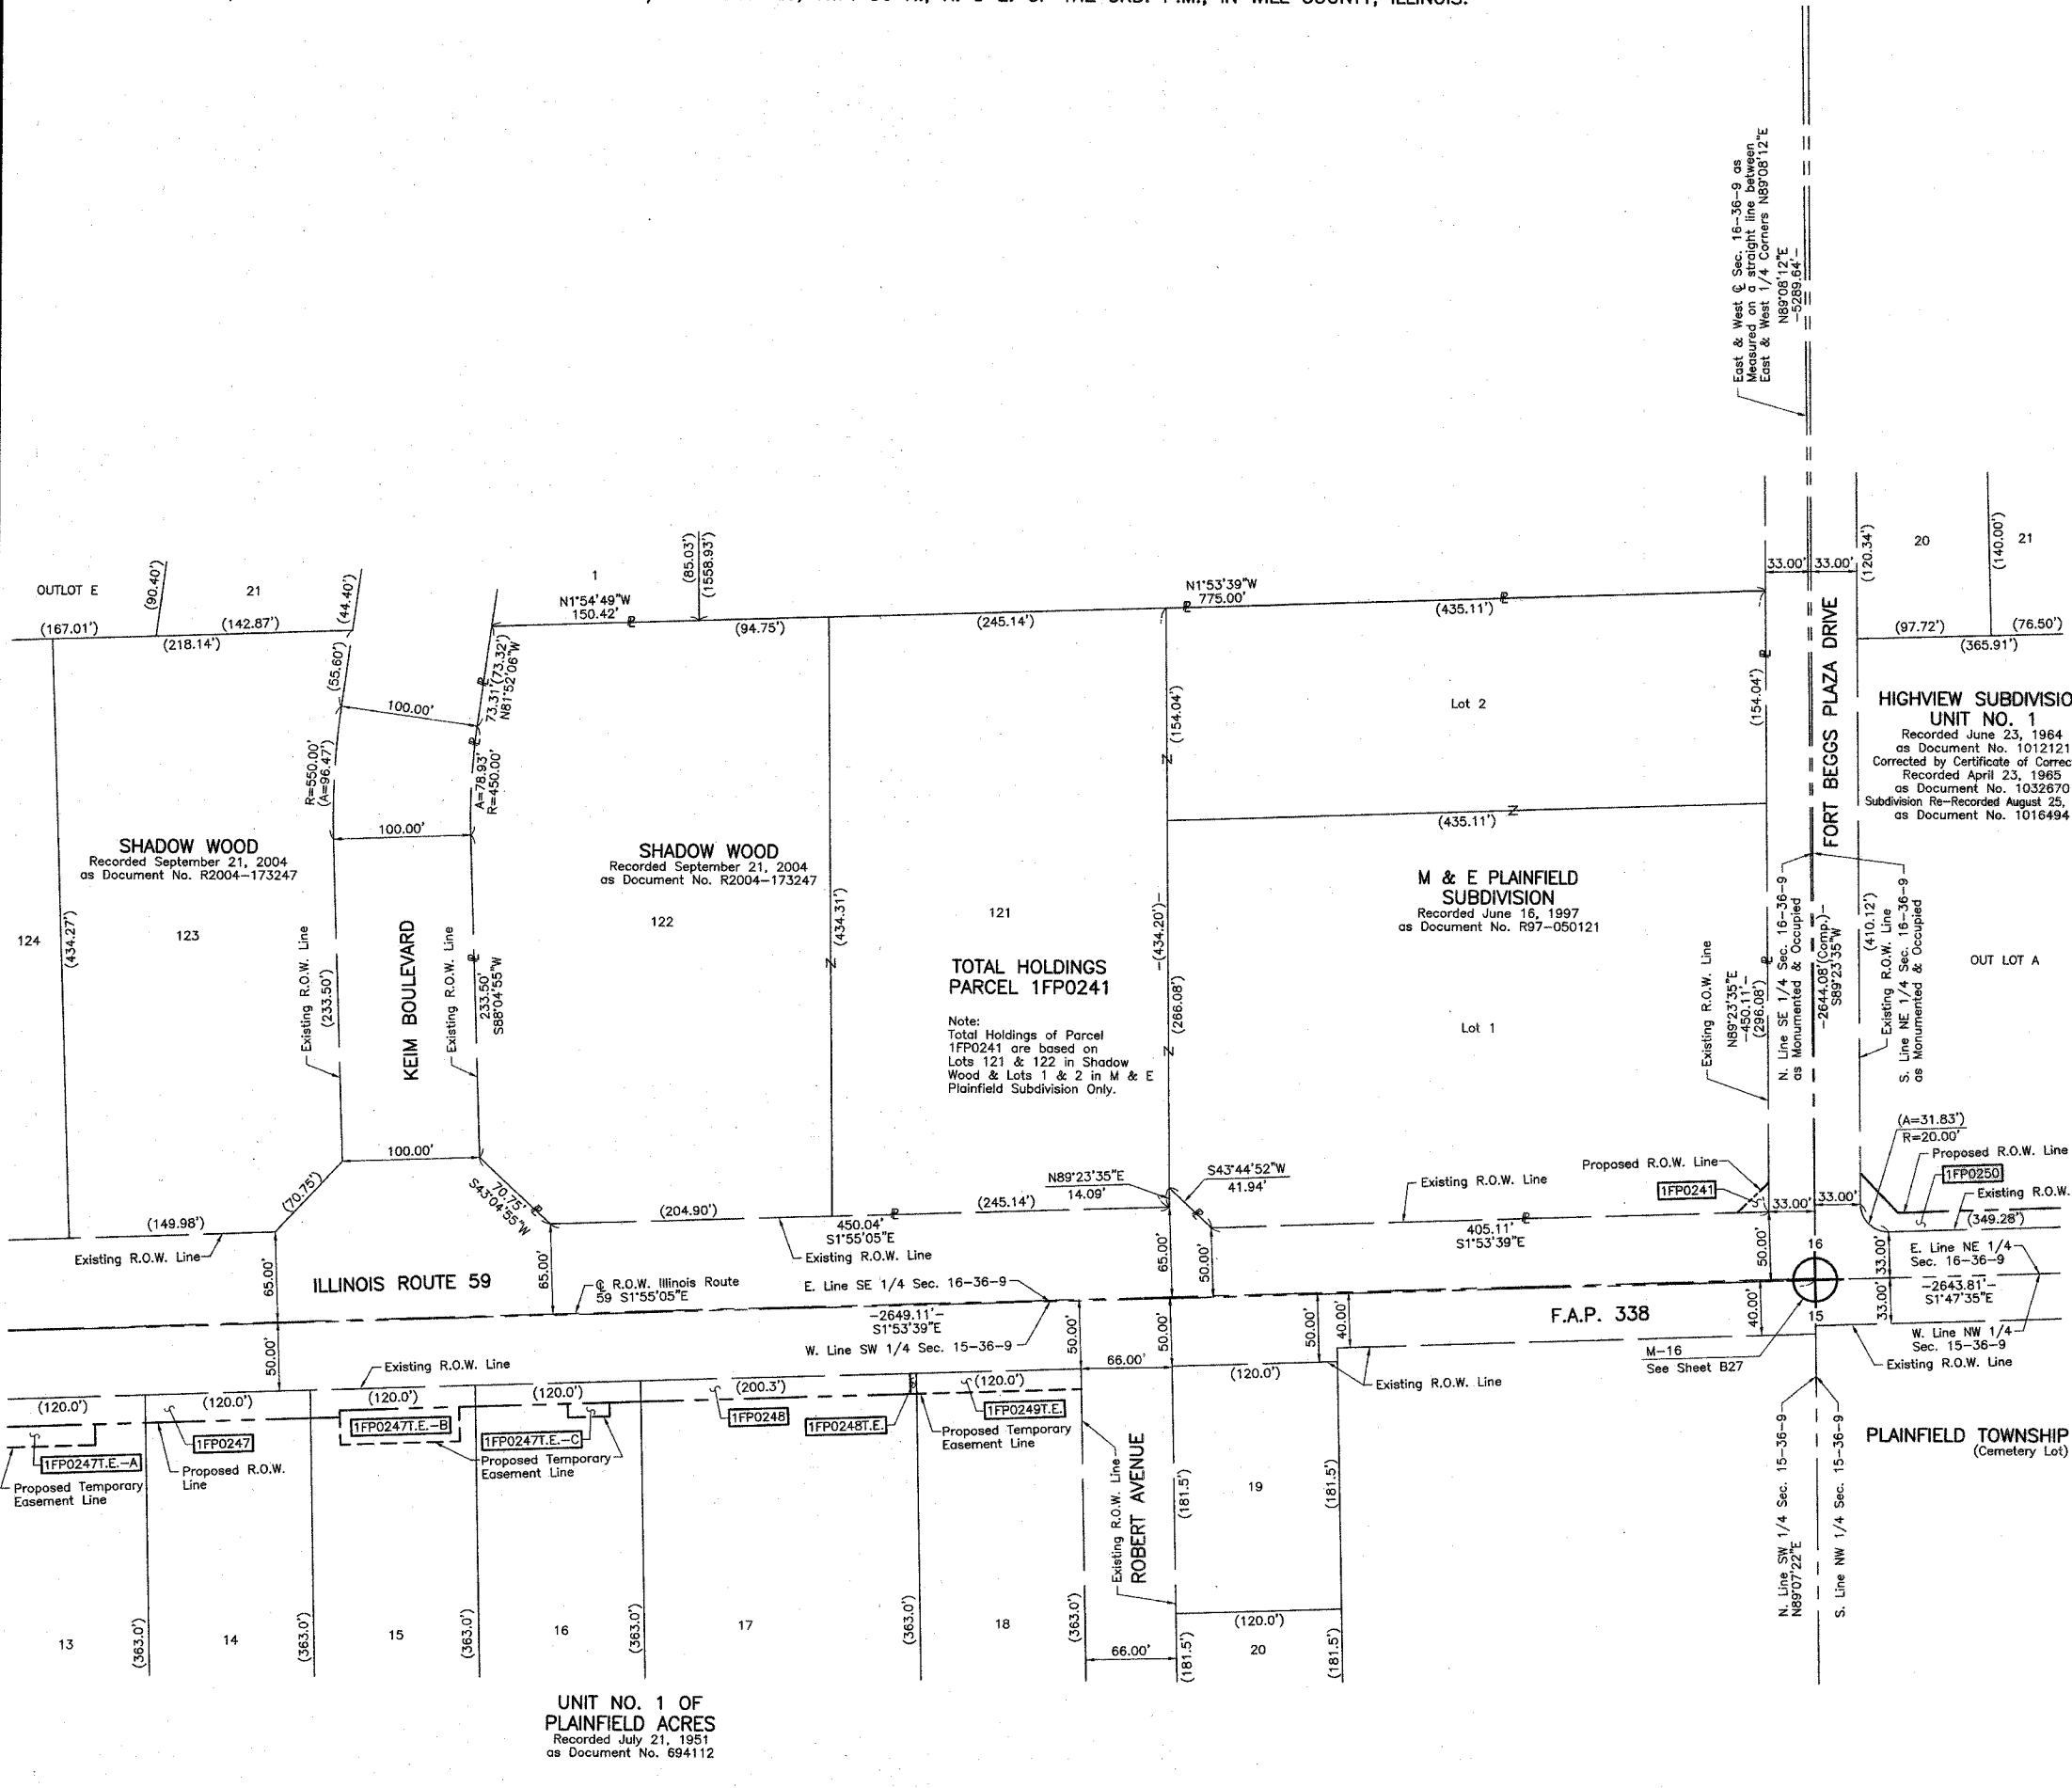 IN WILL COUNTY, ILLINOIS.
East & West ℄ Sec. 16-36-9 as
Measured on a straight line between
East & West 1/4 Corners N89°08'12"E
N89°08'12"E
-5289.64'-
OUTLOT E
(90.40')
21
(44.40')
(167.01')
(142.87')
(218.14')
(55.60')
1
N1°54'49"W
150.42'
(85.03')
(1558.93')
(94.75')
(245.14')
N1°53'39"W
775.00'
(435.11')
33.00'
33.00'
(120.34')
20
(140.00')
21
(97.72')
(76.50')
(365.91')
100.00'
73.31'(73.32')
N81°52'06"W
R=550.00'
(A=96.47')
A=78.93'
R=450.00'
100.00'
(154.04')
Lot 2
(154.04')
(435.11')
FORT BEGGS PLAZA DRIVE
HIGHVIEW SUBDIVISIO
UNIT NO. 1
Recorded June 23, 1964
as Document No. 1012121
Corrected by Certificate of Correc
Recorded April 23, 1965
as Document No. 1032670
Subdivision Re-Recorded August 25,
as Document No. 1016494
SHADOW WOOD
Recorded September 21, 2004
as Document No. R2004-173247
SHADOW WOOD
Recorded September 21, 2004
as Document No. R2004-173247
M & E PLAINFIELD
SUBDIVISION
Recorded June 16, 1997
as Document No. R97-050121
124
(434.27')
123
Existing R.O.W. Line
(233.50')
KEIM BOULEVARD
Existing R.O.W. Line
233.50'
S88°04'55"W
122
(434.31')
121
-(434.20')-
(266.08')
TOTAL HOLDINGS
PARCEL 1FP0241
Note:
Total Holdings of Parcel
1FP0241 are based on
Lots 121 & 122 in Shadow
Wood & Lots 1 & 2 in M & E
Plainfield Subdivision Only.
Lot 1
Existing R.O.W. Line
N89°23'35"E
-450.11'-
(296.08')
N. Line SE 1/4 Sec. 16-36-9
as Monumented & Occupied
-2644.08'(Comp.)-
S89°23'35"W
(410.12')
Existing R.O.W. Line
S. Line NE 1/4 Sec. 16-36-9
as Monumented & Occupied
OUT LOT A
100.00'
(70.75')
70.75'
S43°04'55"W
N89°23'35"E
14.09'
S43°44'52"W
41.94'
Existing R.O.W. Line
Proposed R.O.W. Line
1FP0241
33.00'
33.00'
(A=31.83')
R=20.00'
Proposed R.O.W. Line
1FP0250
Existing R.O.W.
(349.28')
(149.98')
Existing R.O.W. Line
65.00'
(204.90')
65.00'
450.04'
S1°55'05"E
Existing R.O.W. Line
(245.14')
65.00'
50.00'
405.11'
S1°53'39"E
50.00'
16
33.00'
E. Line NE 1/4
Sec. 16-36-9
ILLINOIS ROUTE 59
℄ R.O.W. Illinois Route
59 S1°55'05"E
E. Line SE 1/4 Sec. 16-36-9
-2649.11'-
S1°53'39"E
W. Line SW 1/4 Sec. 15-36-9
-2643.81'-
S1°47'35"E
F.A.P. 338
15
33.00'
W. Line NW 1/4
Sec. 15-36-9
Existing R.O.W. Line
M-16
See Sheet B27
50.00'
Existing R.O.W. Line
50.00'
50.00'
50.00'
40.00'
40.00'
66.00'
(120.0')
Existing R.O.W. Line
(120.0')
(120.0')
(120.0')
(120.0')
(200.3')
(120.0')
1FP0247T.E.-A
Proposed Temporary
Easement Line
1FP0247
Proposed R.O.W.
Line
1FP0247T.E.-B
1FP0247T.E.-C
Proposed Temporary
Easement Line
1FP0248
1FP0248T.E.
1FP0249T.E.
Proposed Temporary
Easement Line
Existing R.O.W. Line
ROBERT AVENUE
(181.5')
19
(181.5')
N. Line SW 1/4 Sec. 15-36-9
N89°07'22"E
S. Line NW 1/4 Sec. 15-36-9
PLAINFIELD TOWNSHIP
(Cemetery Lot)
13
(363.0')
14
(363.0')
15
(363.0')
16
(363.0')
17
(363.0')
18
(363.0')
66.00'
(181.5')
(120.0')
20
(181.5')
UNIT NO. 1 OF
PLAINFIELD ACRES
Recorded July 21, 1951
as Document No. 694112